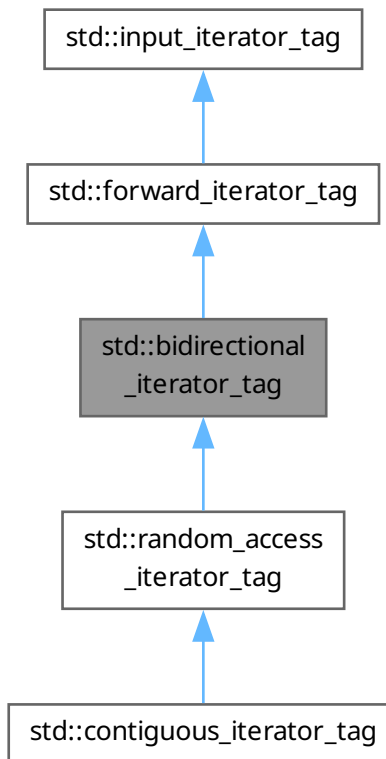 std::input_iterator_tag
std::forward_iterator_tag
std::bidirectional
_iterator_tag
std::random_access
_iterator_tag
std::contiguous_iterator_tag